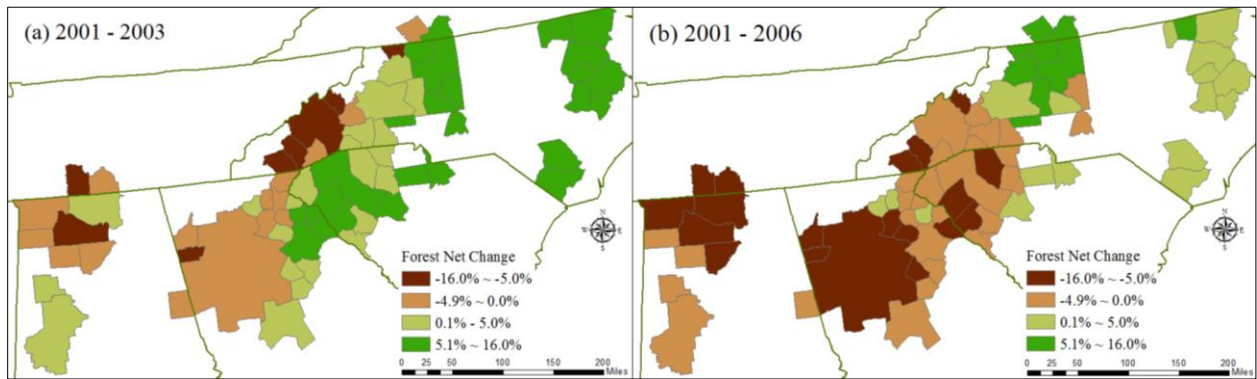 (a) 2001 - 2003
N
W E
S
Forest Net Change
-16.0% ~ -5.0%
-4.9% ~ 0.0%
0.1% - 5.0%
5.1% ~ 16.0%
0 25 50 100 150 200
Miles
(b) 2001 - 2006
N
W E
S
Forest Net Change
-16.0% ~ -5.0%
-4.9% ~ 0.0%
0.1% ~ 5.0%
5.1% ~ 16.0%
0 25 50 100 150 200
Miles